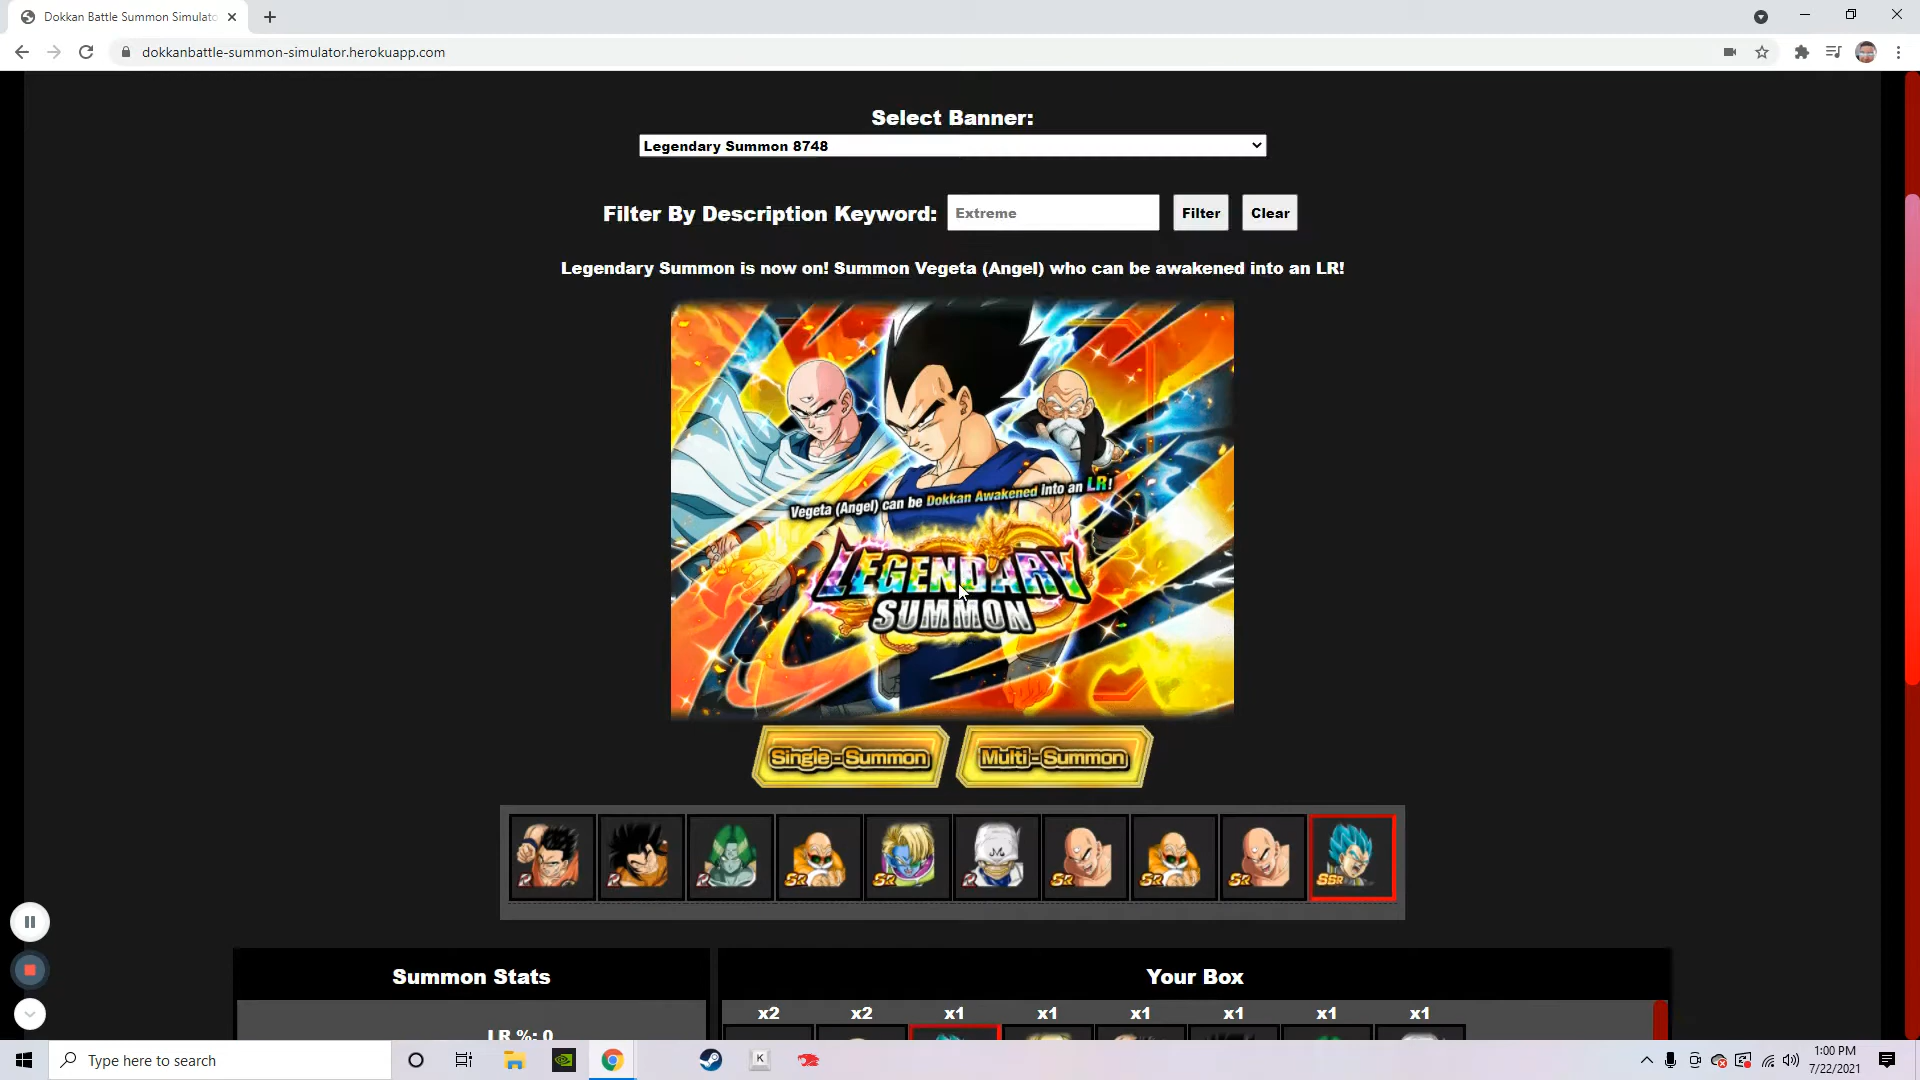 Dokkan Battle Summon Simulato
dokkanbattle-summon-simulator.herokuapp.com
Select Banner:
Legendary Summon 8748
Filter By Description Keyword:
Extreme
Filter
Clear
Legendary Summon is now on! Summon Vegeta (Angel) who can be awakened into an LR!
Vegeta (Angel) can be Dokkan Awakened into an LR!
LEGENDARY
SUMMON
Single-Summon
Multi-Summon
R
R
R
SR
SR
R
SR
SR
SR
SSR
Summon Stats
Your Box
x2
x2
x1
x1
x1
x1
x1
x1
LR %: 0
Type here to search
K
1:00 PM
7/22/2021